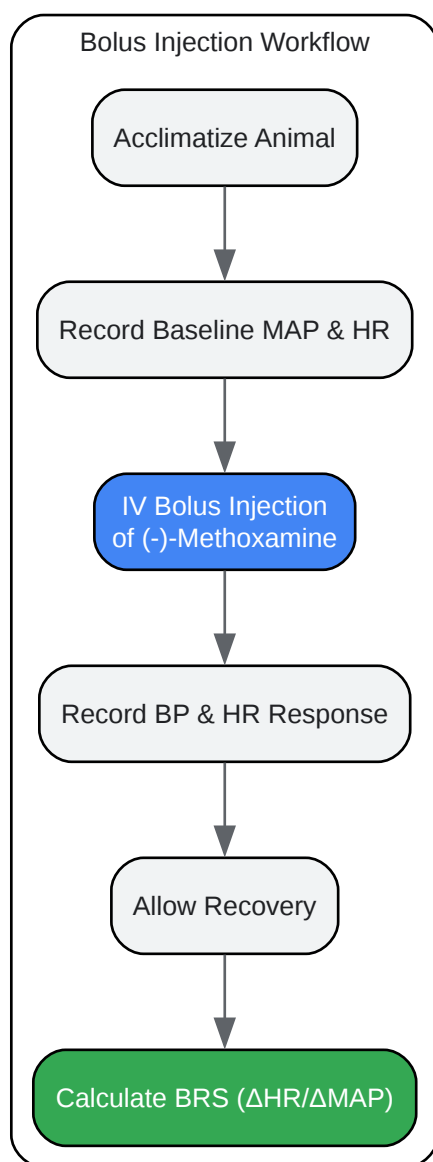 Bolus Injection Workflow
Acclimatize Animal
Record Baseline MAP & HR
IV Bolus Injection
of (-)-Methoxamine
Record BP & HR Response
Allow Recovery
Calculate BRS (ΔHR/ΔMAP)